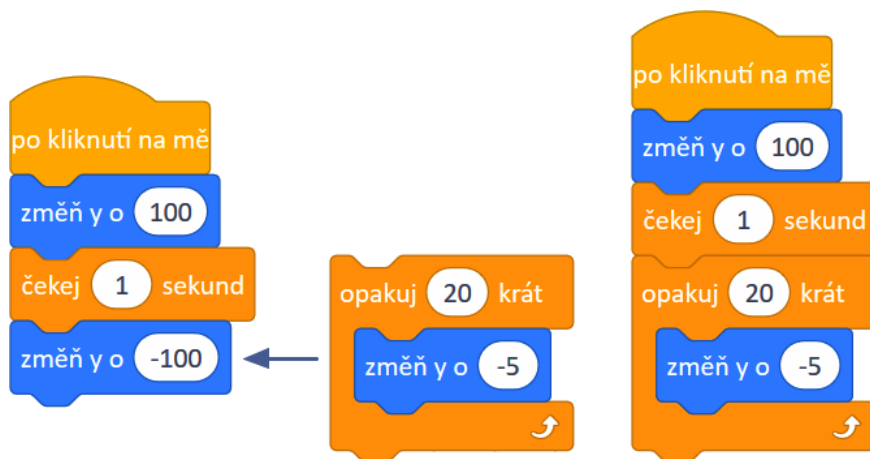 po kliknutí na mě
změň y o 100
čekej 1 sekund
změň y o -100
opakuj 20 krát
změň y o -5
po kliknutí na mě
změň y o 100
čekej 1 sekund
opakuj 20 krát
změň y o -5